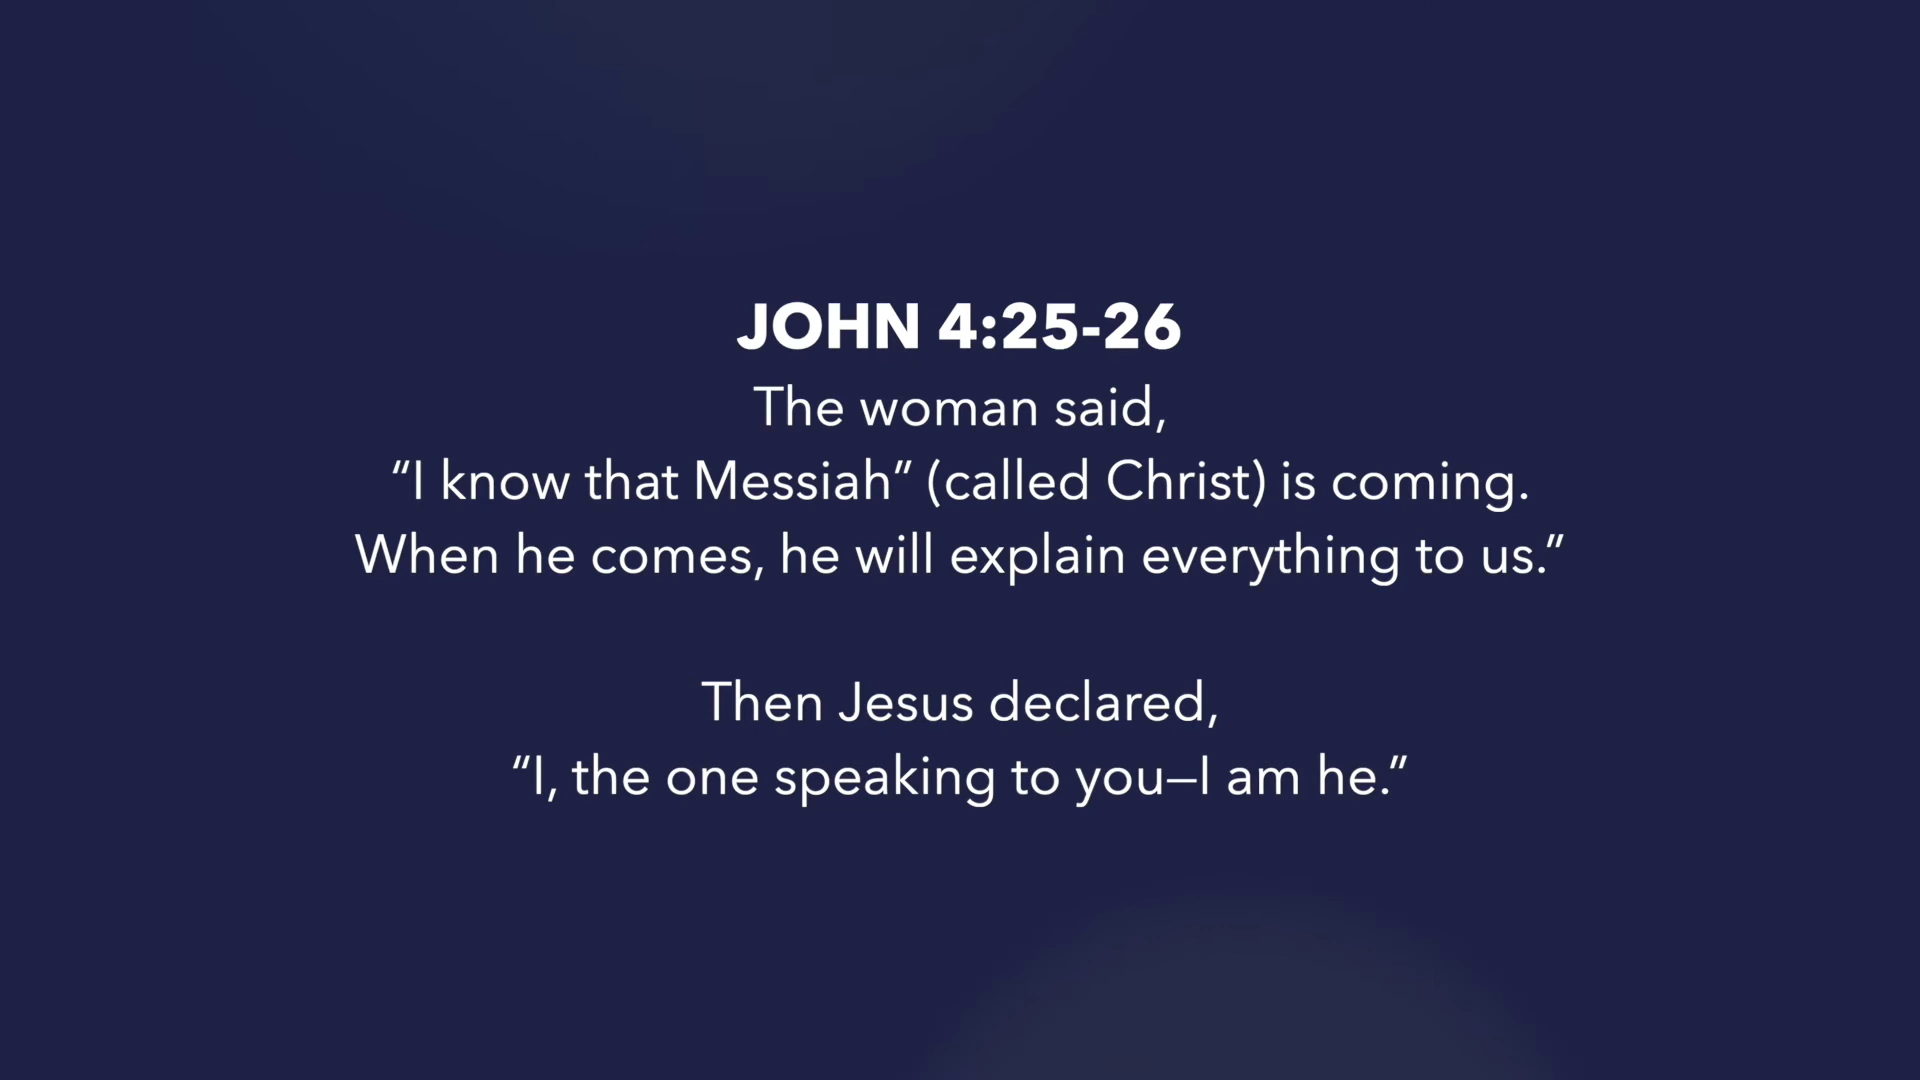 JOHN 4:25-26
The woman said,
“I know that Messiah” (called Christ) is coming.
When he comes, he will explain everything to us.”
Then Jesus declared,
“I, the one speaking to you—I am he.”